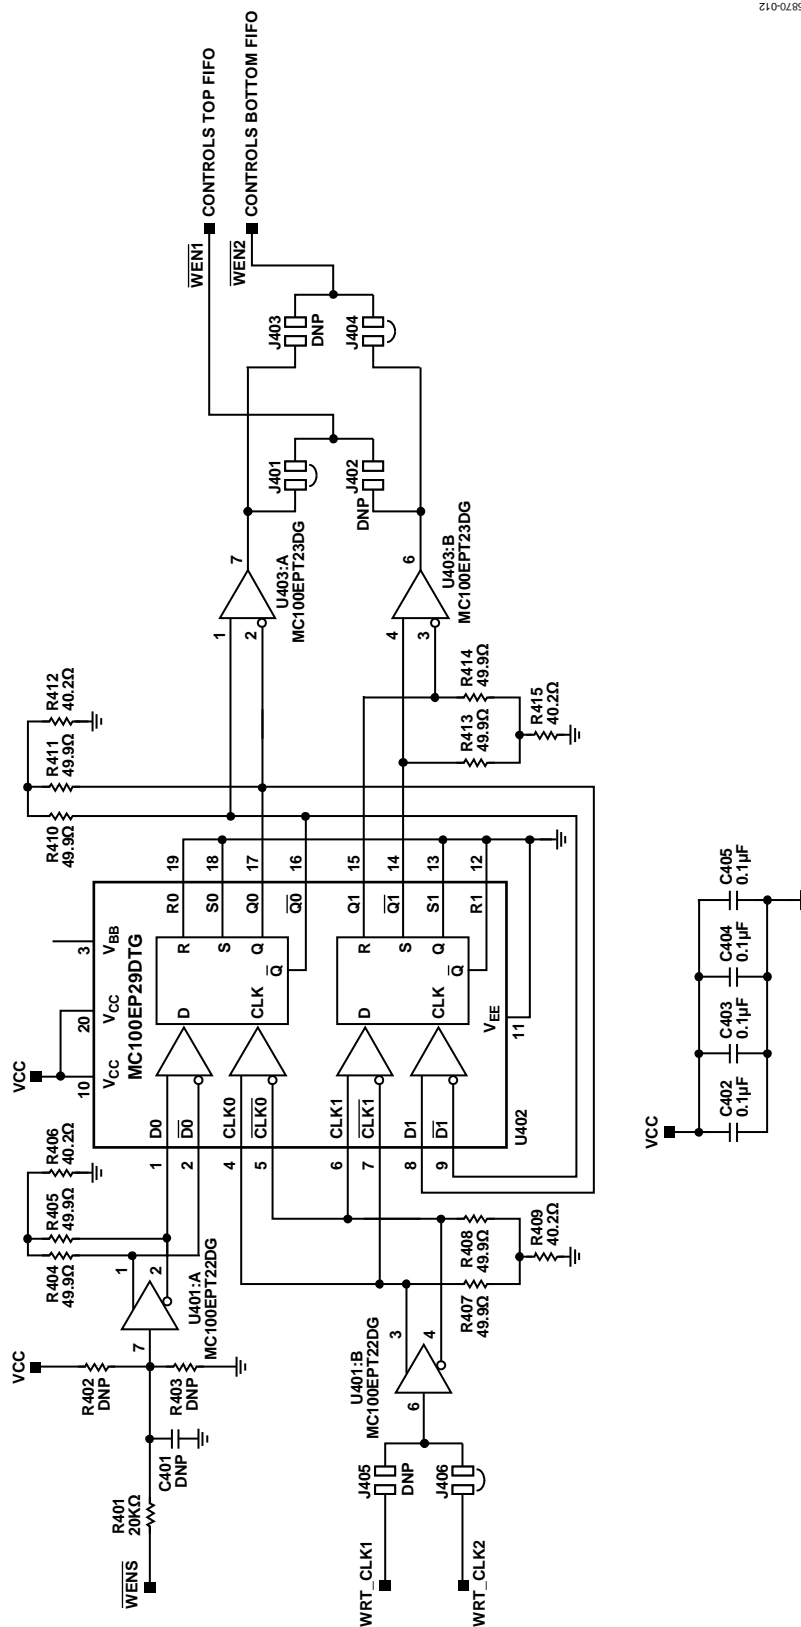 05870-012
CONTROLS TOP FIFO
CONTROLS BOTTOM FIFO
WEN1
WEN2
J403
DNP
J404
J401
J402
DNP
7
U403:A
MC100EPT23DG
1
2
6
U403:B
MC100EPT23DG
4
3
R412
40.2Ω
R411
49.9Ω
R410
49.9Ω
R414
49.9Ω
R413
49.9Ω
R415
40.2Ω
19
18
17
16
15
14
13
12
R0
S0
Q0
Q0
Q1
Q1
S1
R1
3
VBB
20
VCC
10
VCC
VCC
MC100EP29DTG
R
S
Q
Q
D
CLK
R
S
Q
Q
D
CLK
VEE
11
U402
D0
D0
CLK0
CLK0
CLK1
CLK1
D1
D1
1
2
4
5
6
7
8
9
R406
40.2Ω
R405
49.9Ω
R404
49.9Ω
1
2
U401:A
MC100EPT22DG
7
R408
49.9Ω
R407
49.9Ω
R409
40.2Ω
3
4
U401:B
MC100EPT22DG
6
VCC
R402
DNP
R403
DNP
C401
DNP
R401
20KΩ
WENS
J405
DNP
J406
WRT_CLK1
WRT_CLK2
VCC
C402
0.1µF
C403
0.1µF
C404
0.1µF
C405
0.1µF